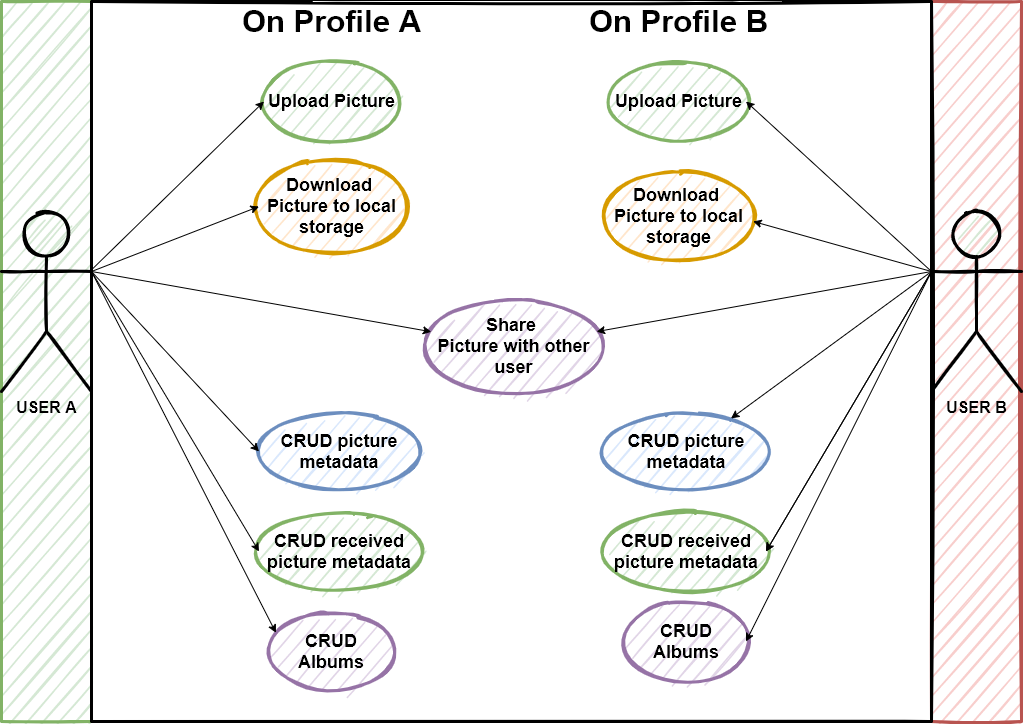 On Profile A
On Profile B
Upload Picture
Upload Picture
Download
Picture to local
storage
Download
Picture to local
storage
Share
Picture with other
user
USER A
USER B
CRUD picture
metadata
CRUD picture
metadata
CRUD received
picture metadata
CRUD received
picture metadata
CRUD
Albums
CRUD
Albums